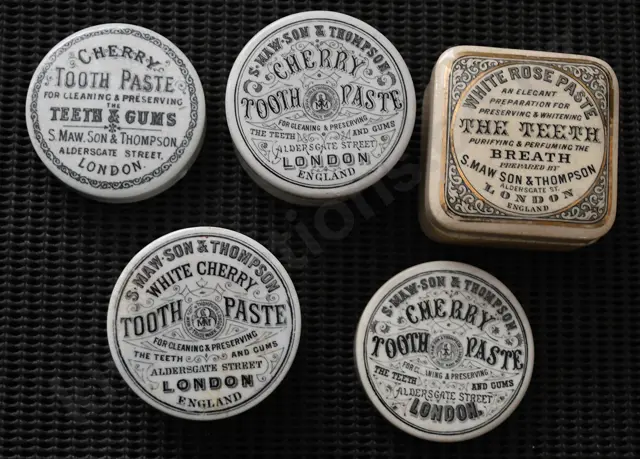 CHERRY
TOOTH PASTE
FOR CLEANING & PRESERVING
THE
TEETH & GUMS
S. MAW, SON & THOMPSON,
ALDERSGATE STREET,
LONDON.
S. MAW·SON & THOMPSON,
CHERRY
TOOTH PASTE
FOR CLEANING & PRESERVING
THE TEETH AND GUMS
ALDERSGATE STREET
LONDON
ENGLAND
WHITE ROSE PASTE
AN ELEGANT
PREPARATION FOR
PRESERVING & WHITENING
THE TEETH
PURIFYING & PERFUMING THE
BREATH
PREPARED BY
S. MAW SON & THOMPSON
ALDERSGATE ST.
LONDON
ENGLAND
S. MAW·SON & THOMPSON,
WHITE CHERRY
TOOTH PASTE
FOR CLEANING & PRESERVING
THE TEETH AND GUMS
ALDERSGATE STREET
LONDON
ENGLAND
S. MAW·SON & THOMPSON,
CHERRY
TOOTH PASTE
FOR CLEANING & PRESERVING
THE TEETH AND GUMS
ALDERSGATE STREET
LONDON.